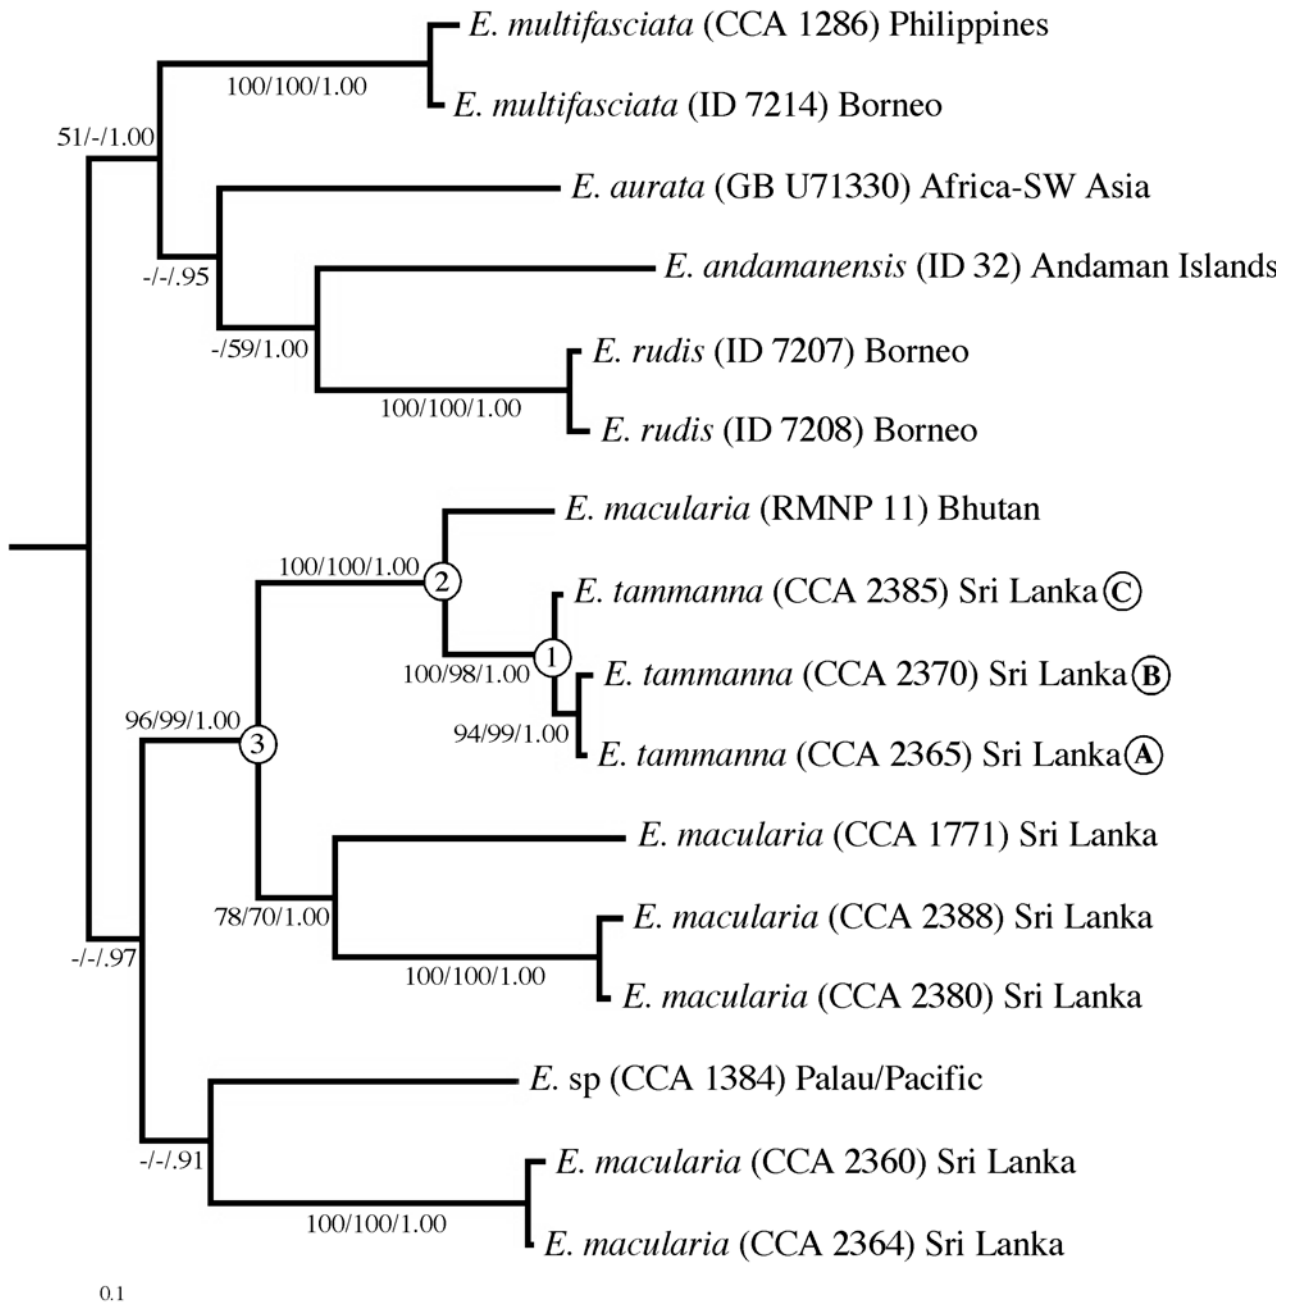 E. multifasciata (CCA 1286) Philippines
100/100/1.00
E. multifasciata (ID 7214) Borneo
51/-/1.00
E. aurata (GB U71330) Africa-SW Asia
E. andamanensis (ID 32) Andaman Islands
-/-/.95
-/59/1.00
E. rudis (ID 7207) Borneo
100/100/1.00
E. rudis (ID 7208) Borneo
E. macularia (RMNP 11) Bhutan
100/100/1.00
2
E. tammanna (CCA 2385) Sri Lanka C
1
100/98/1.00
E. tammanna (CCA 2370) Sri Lanka B
96/99/1.00
94/99/1.00
3
E. tammanna (CCA 2365) Sri Lanka A
E. macularia (CCA 1771) Sri Lanka
78/70/1.00
E. macularia (CCA 2388) Sri Lanka
-/-/.97
100/100/1.00
E. macularia (CCA 2380) Sri Lanka
E. sp (CCA 1384) Palau/Pacific
-/-/.91
E. macularia (CCA 2360) Sri Lanka
100/100/1.00
E. macularia (CCA 2364) Sri Lanka
0.1